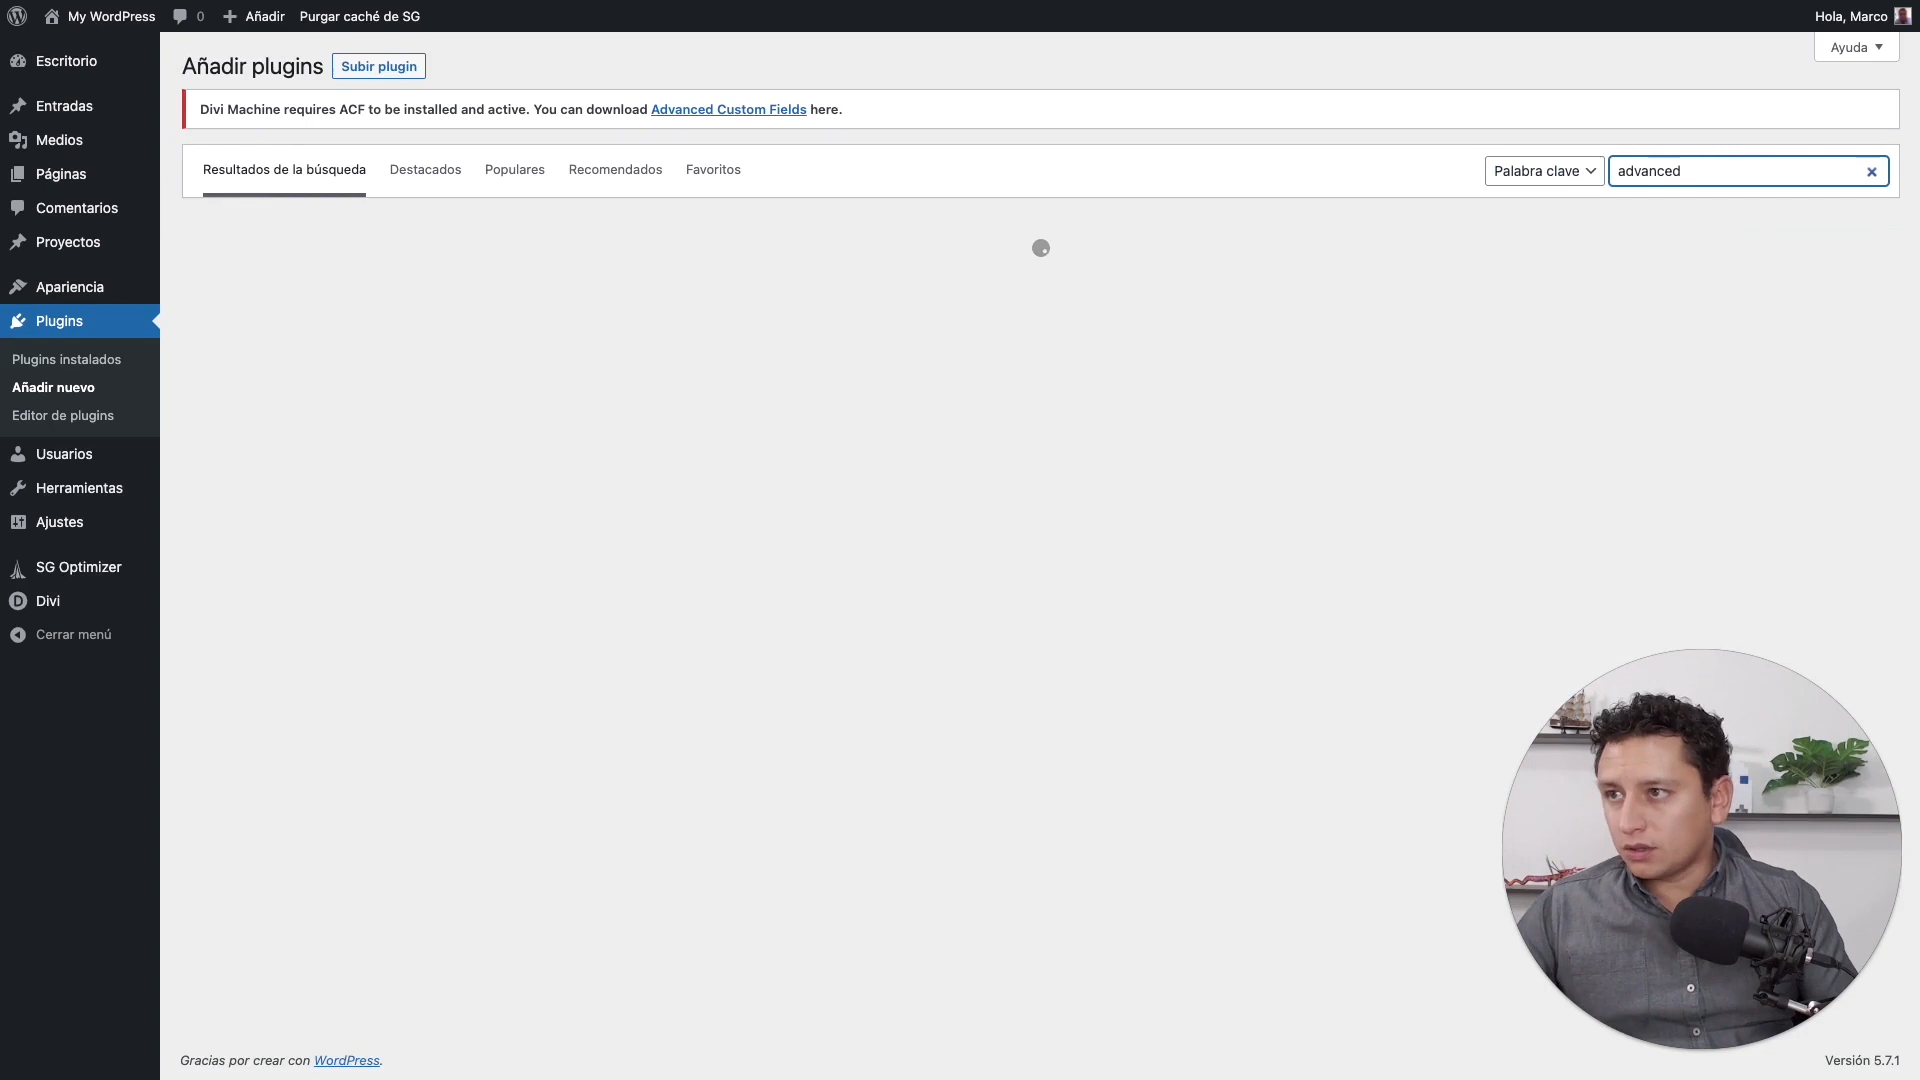 My WordPress 0 Añadir Purgar caché de SG Hola, Marco
Ayuda
Escritorio
Entradas
Medios
Páginas
Comentarios
Proyectos
Apariencia
Plugins
Plugins instalados
Añadir nuevo
Editor de plugins
Usuarios
Herramientas
Ajustes
SG Optimizer
Divi
Cerrar menú
Añadir plugins Subir plugin
Divi Machine requires ACF to be installed and active. You can download Advanced Custom Fields here.
Resultados de la búsqueda Destacados Populares Recomendados Favoritos Palabra clave advanced
Gracias por crear con WordPress. Versión 5.7.1